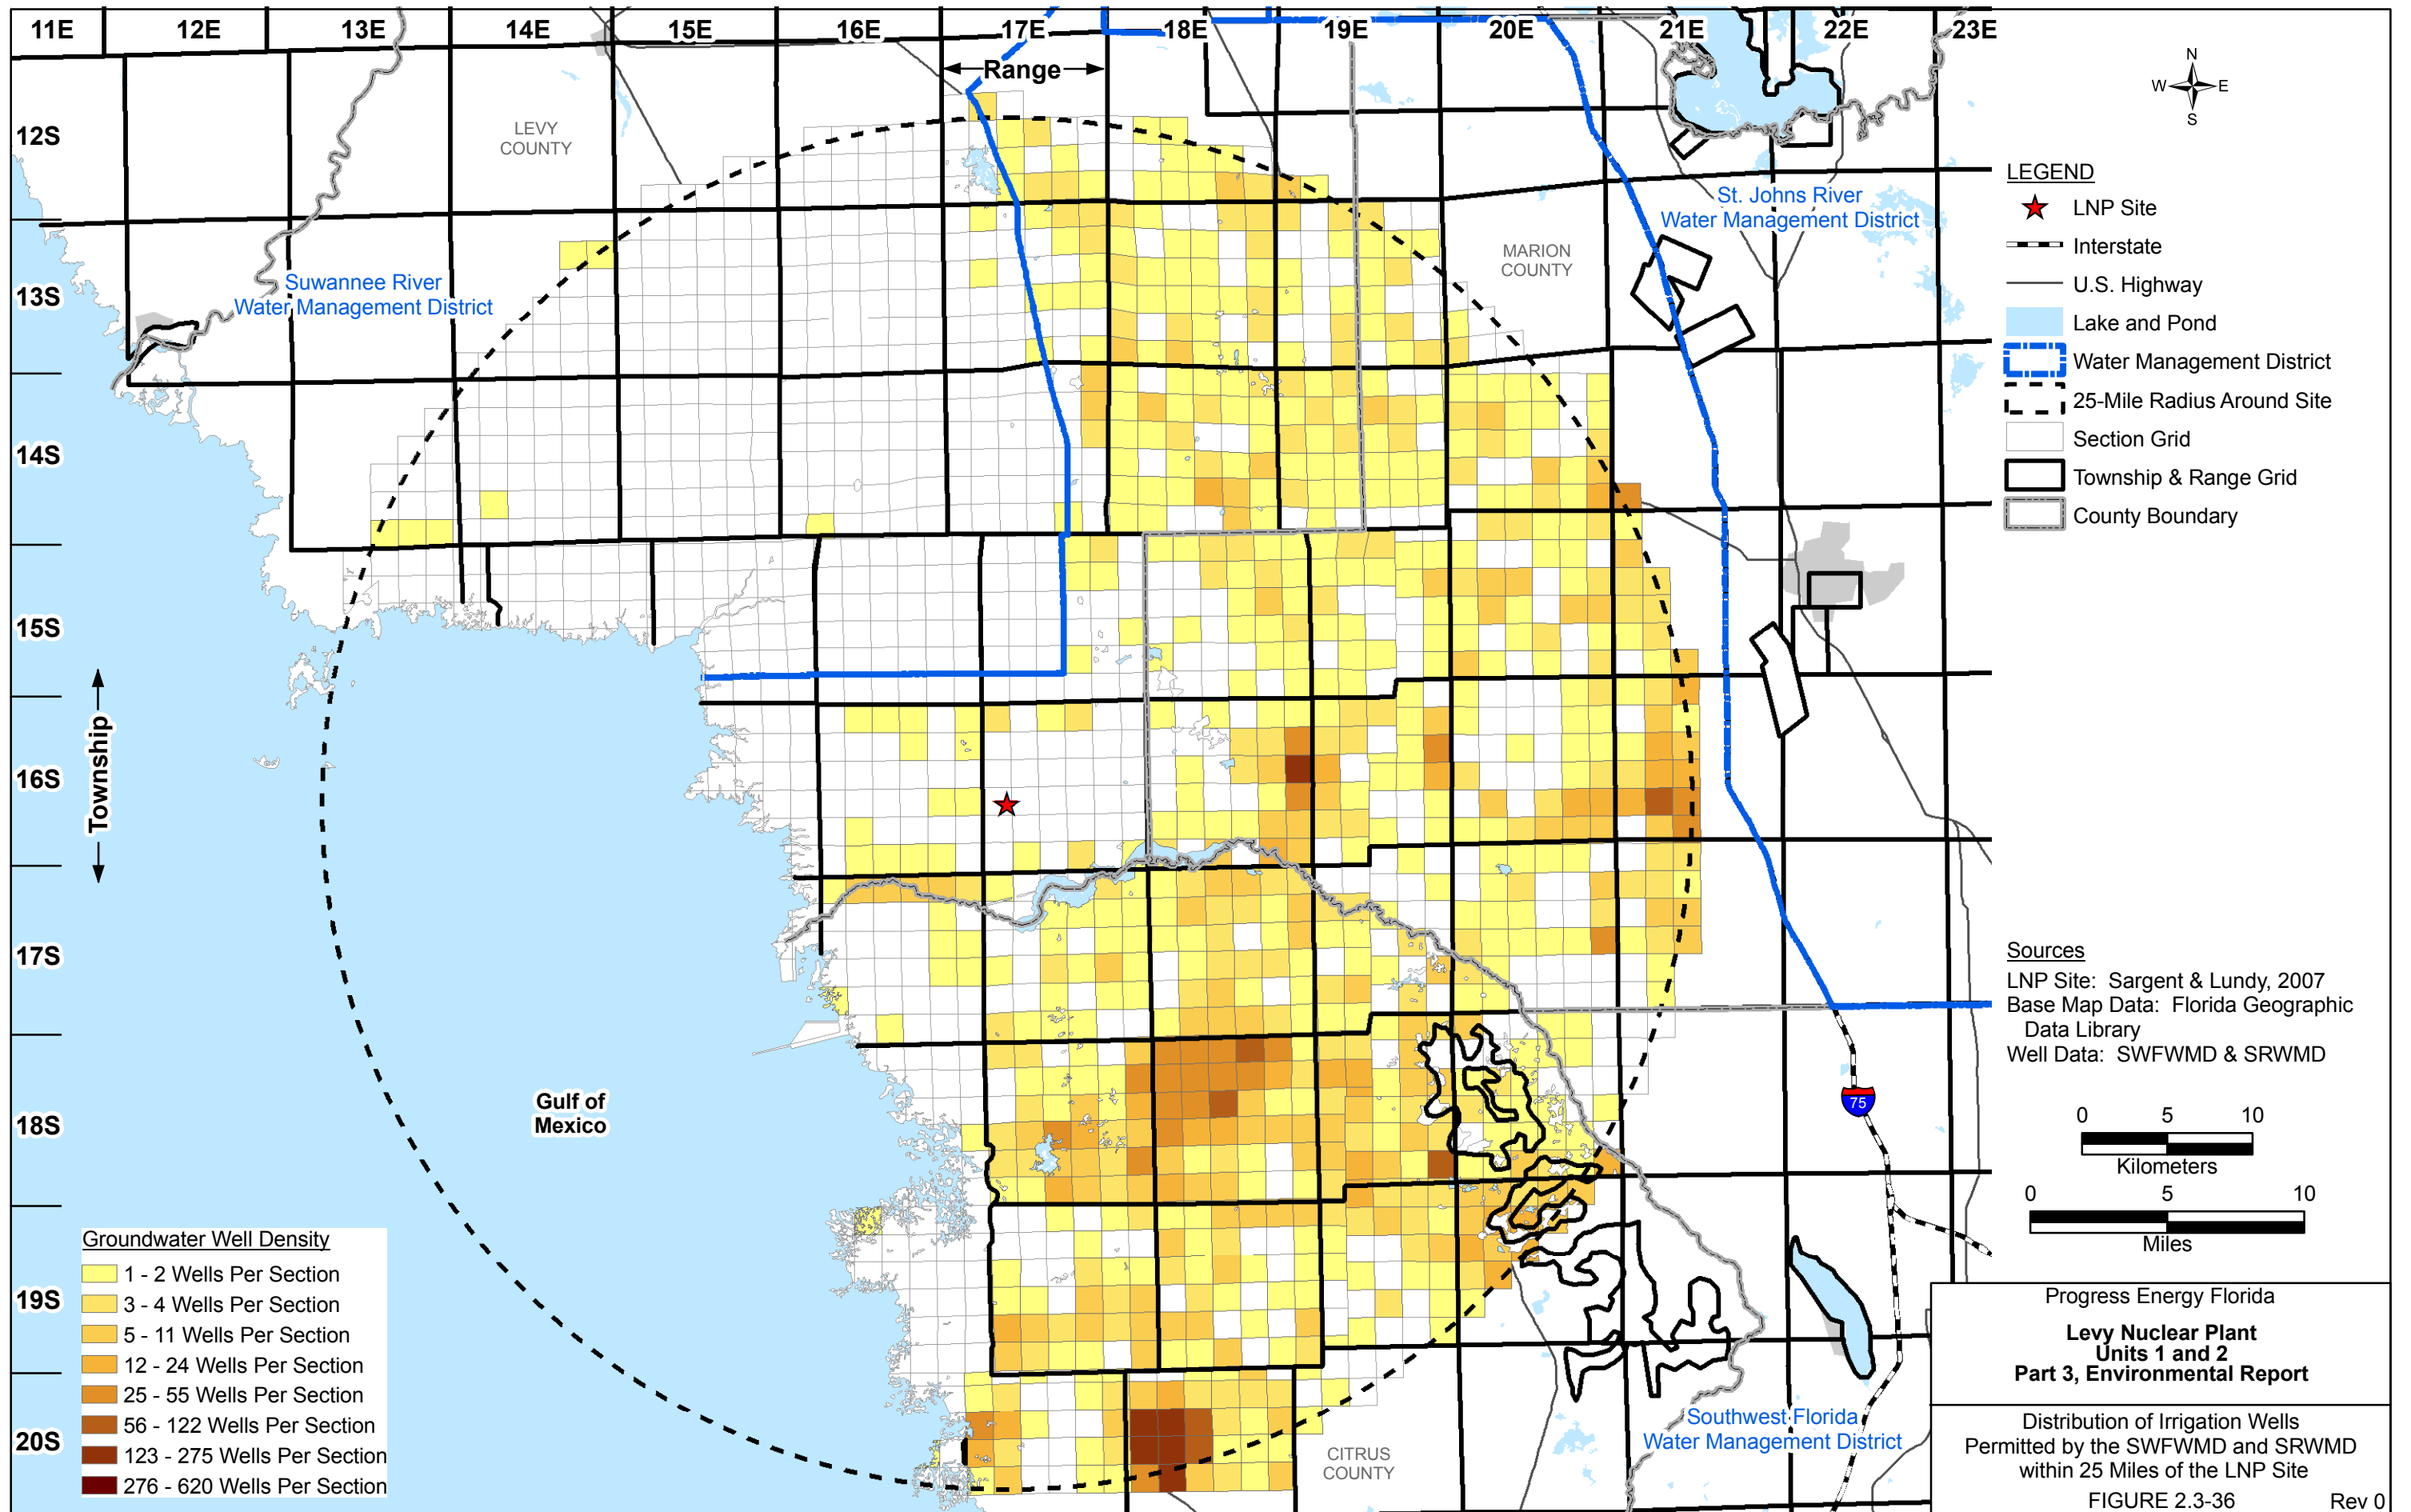 11E 12E 13E 14E 15E 16E 17E 18E 19E 20E 21E 22E 23E
Range
12S
13S
14S
15S
16S
17S
18S
19S
20S
Township
LEVY
COUNTY
Suwannee River
Water Management District
MARION
COUNTY
St. Johns River
Water Management District
Gulf of
Mexico
CITRUS
COUNTY
Southwest Florida
Water Management District
75
Groundwater Well Density
1 - 2 Wells Per Section
3 - 4 Wells Per Section
5 - 11 Wells Per Section
12 - 24 Wells Per Section
25 - 55 Wells Per Section
56 - 122 Wells Per Section
123 - 275 Wells Per Section
276 - 620 Wells Per Section
N
W E
S
LEGEND
LNP Site
Interstate
U.S. Highway
Lake and Pond
Water Management District
25-Mile Radius Around Site
Section Grid
Township & Range Grid
County Boundary
Sources
LNP Site: Sargent & Lundy, 2007
Base Map Data: Florida Geographic
Data Library
Well Data: SWFWMD & SRWMD
0 5 10
Kilometers
0 5 10
Miles
Progress Energy Florida
Levy Nuclear Plant
Units 1 and 2
Part 3, Environmental Report
Distribution of Irrigation Wells
Permitted by the SWFWMD and SRWMD
within 25 Miles of the LNP Site
FIGURE 2.3-36 Rev 0